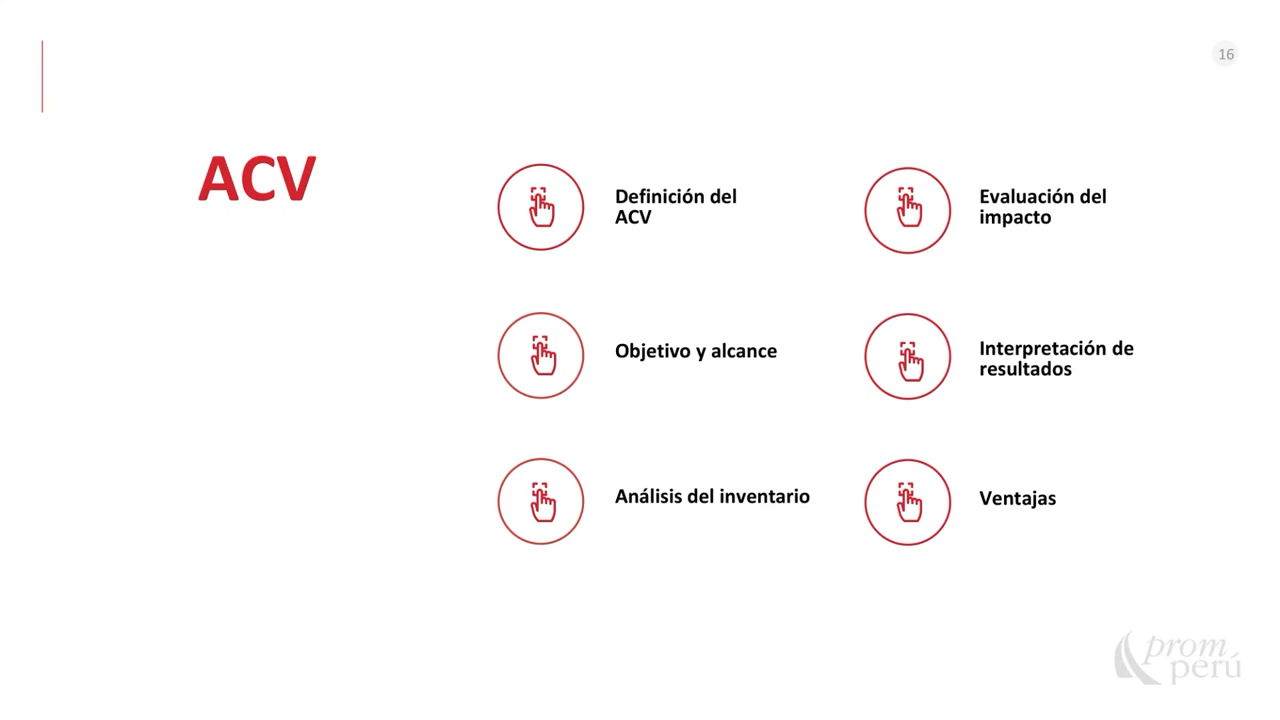 16
ACV
Definición del
ACV
Objetivo y alcance
Análisis del inventario
Evaluación del
impacto
Interpretación de
resultados
Ventajas
prom
perú